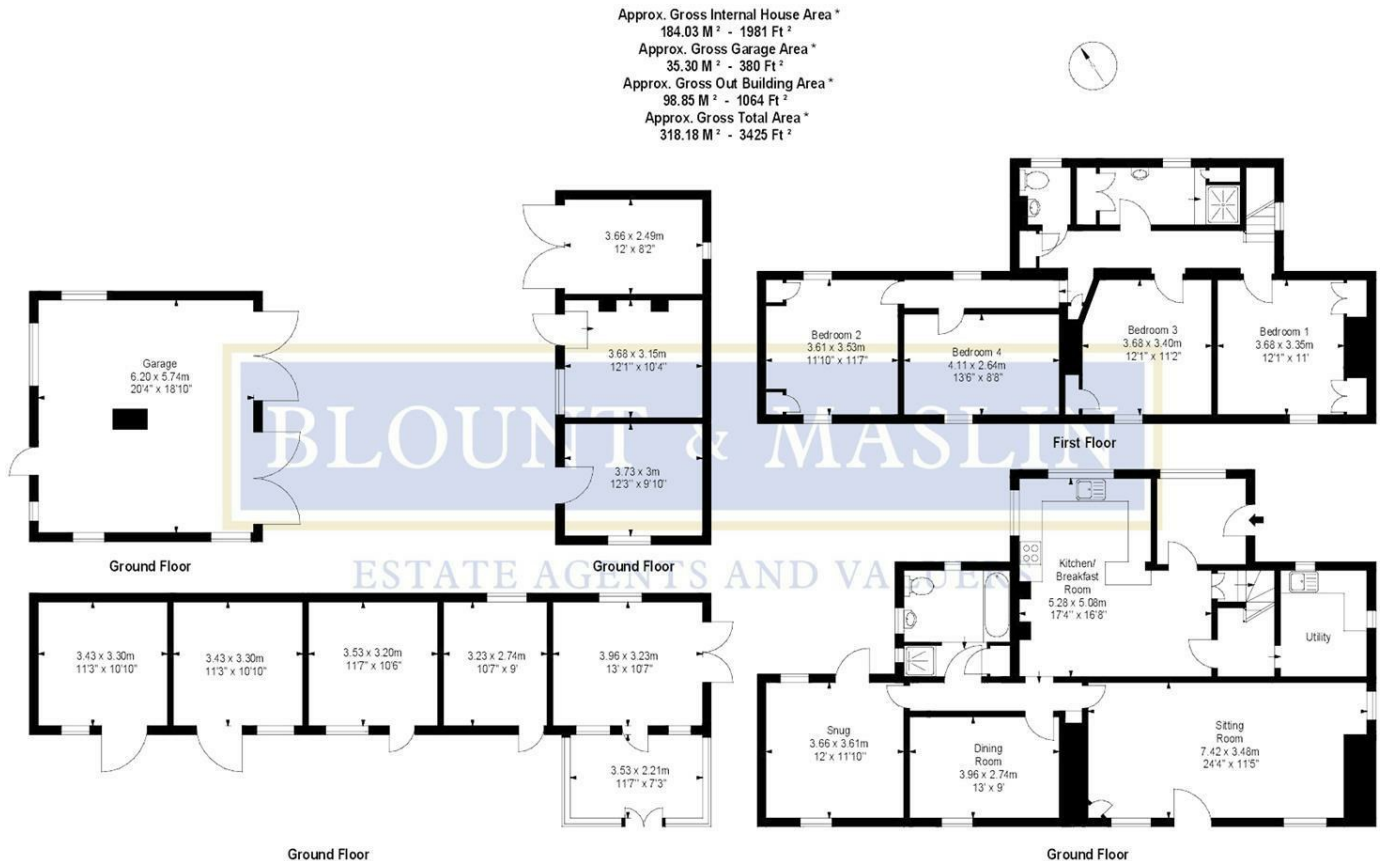 Approx. Gross Internal House Area *
184.03 M² - 1981 Ft²
Approx. Gross Garage Area *
35.30 M² - 380 Ft²
Approx. Gross Out Building Area *
98.85 M² - 1064 Ft²
Approx. Gross Total Area *
318.18 M² - 3425 Ft²
Garage
6.20 x 5.74m
20'4" x 18'10"
Ground Floor
3.66 x 2.49m
12' x 8'2"
3.68 x 3.15m
12'1" x 10'4"
3.73 x 3m
12'3" x 9'10"
Ground Floor
Bedroom 2
3.61 x 3.53m
11'10" x 11'7"
Bedroom 4
4.11 x 2.64m
13'6" x 8'8"
Bedroom 3
3.68 x 3.40m
12'1" x 11'2"
Bedroom 1
3.68 x 3.35m
12'1" x 11'
First Floor
BLOUNT & MASLIN
ESTATE AGENTS AND VALUERS
3.43 x 3.30m
11'3" x 10'10"
3.43 x 3.30m
11'3" x 10'10"
3.53 x 3.20m
11'7" x 10'6"
3.23 x 2.74m
10'7" x 9'
3.96 x 3.23m
13' x 10'7"
3.53 x 2.21m
11'7" x 7'3"
Ground Floor
Kitchen/
Breakfast
Room
5.28 x 5.08m
17'4" x 16'8"
Utility
Snug
3.66 x 3.61m
12' x 11'10"
Dining
Room
3.96 x 2.74m
13' x 9'
Sitting
Room
7.42 x 3.48m
24'4" x 11'5"
Ground Floor